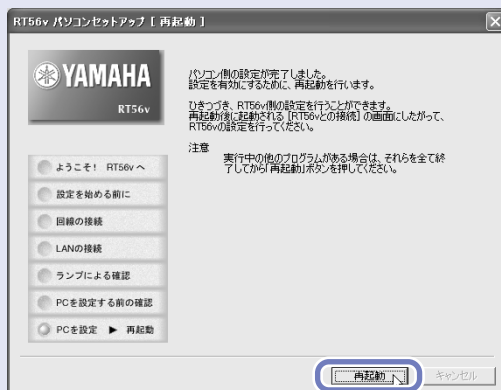 RT56v パソコンセットアップ [ 再起動 ]
YAMAHA
RT56v
パソコン側の設定が完了しました。
設定を有効にするために、再起動を行います。
ひきつづき、RT56v側の設定を行うことができます。
再起動後に起動される [RT56vとの接続] の画面にしたがって、
RT56vの設定を行ってください。
注意
実行中の他のプログラムがある場合は、それらを全て終
了してから「再起動」ボタンを押してください。
ようこそ! RT56v へ
設定を始める前に
回線の接続
LANの接続
ランプによる確認
PCを設定する前の確認
PCを設定 ▶ 再起動
再起動
キャンセル